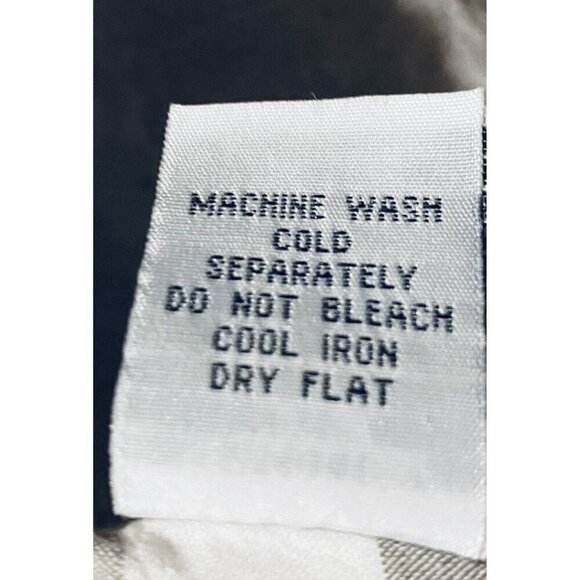 MACHINE WASH
COLD
SEPARATELY
DO NOT BLEACH
COOL IRON
DRY FLAT